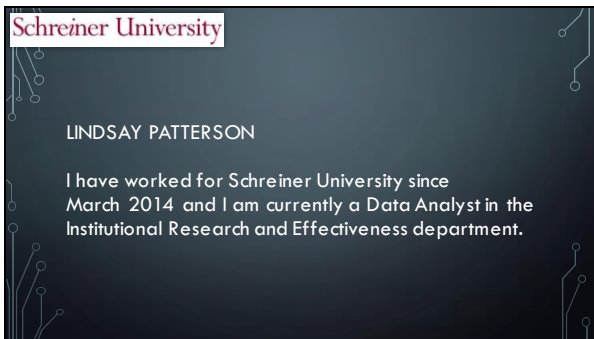 Schreiner University
LINDSAY PATTERSON
I have worked for Schreiner University since
March 2014 and I am currently a Data Analyst in the
Institutional Research and Effectiveness department.